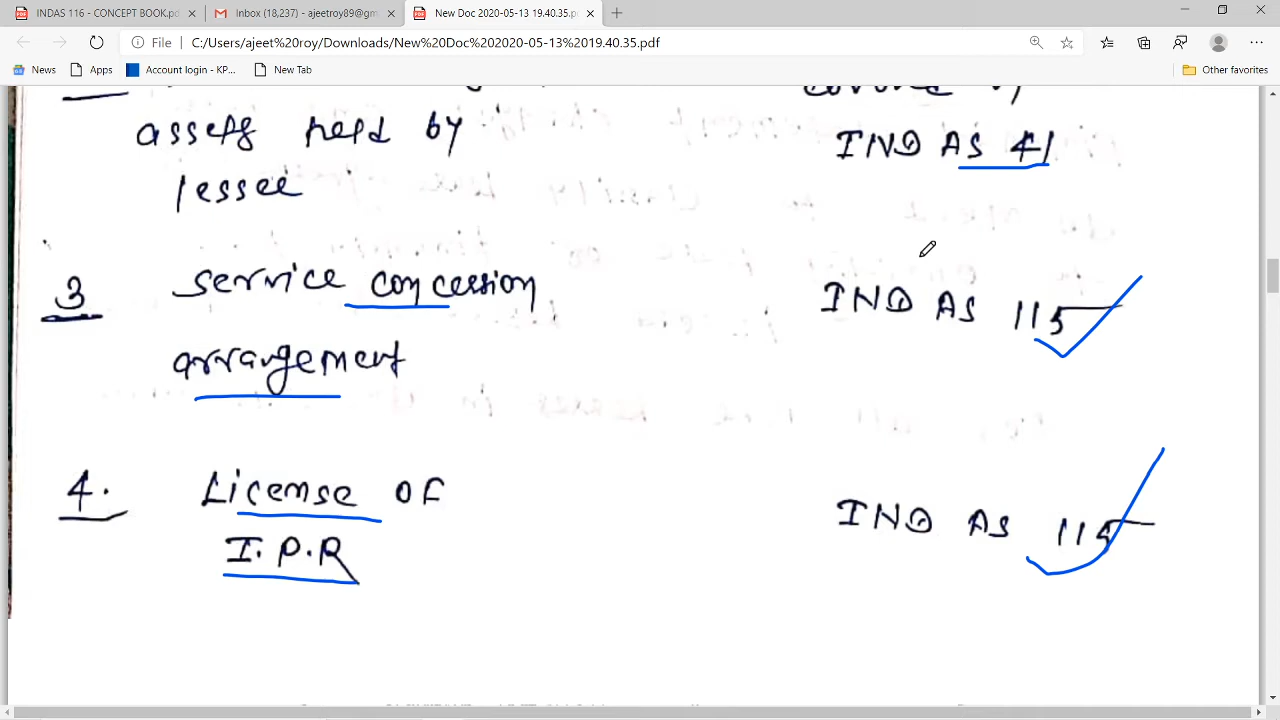 INDAS 116 - CONCEPT BOOK.pd
Inbox (18,237) - ajeetroy89@gm
New Doc 2020-05-13 19.40.35.p
File
C:/Users/ajeet%20roy/Downloads/New%20Doc%202020-05-13%2019.40.35.pdf
News
Apps
Account login - KP...
New Tab
Other favorites
assets held by
IND AS 41
lessee
3 service concession
IND AS 115
arrangement
4. License OF
IND AS 115
I.P.R